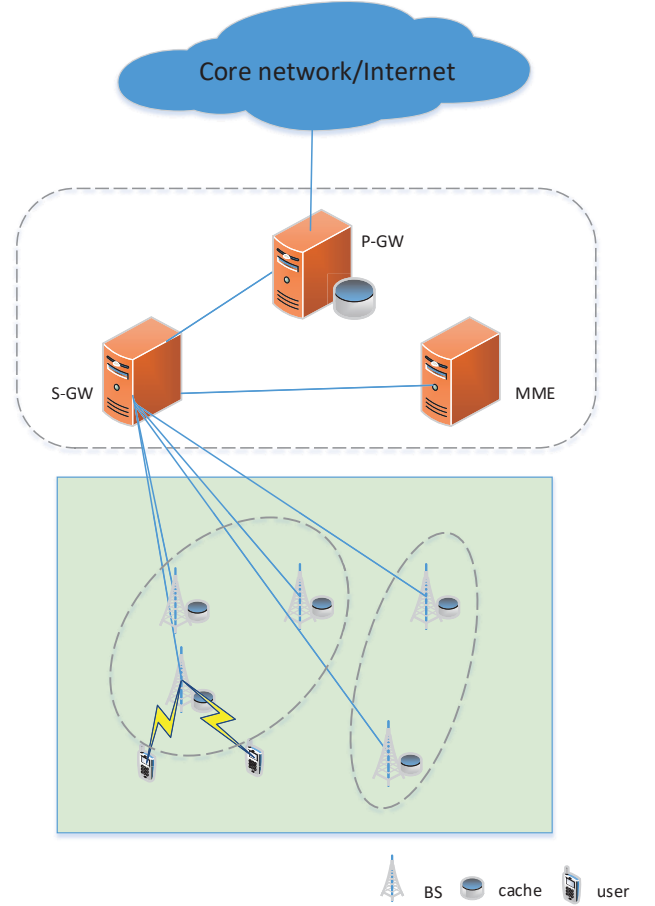 Core network/Internet
P-GW
S-GW
MME
BS
cache
user